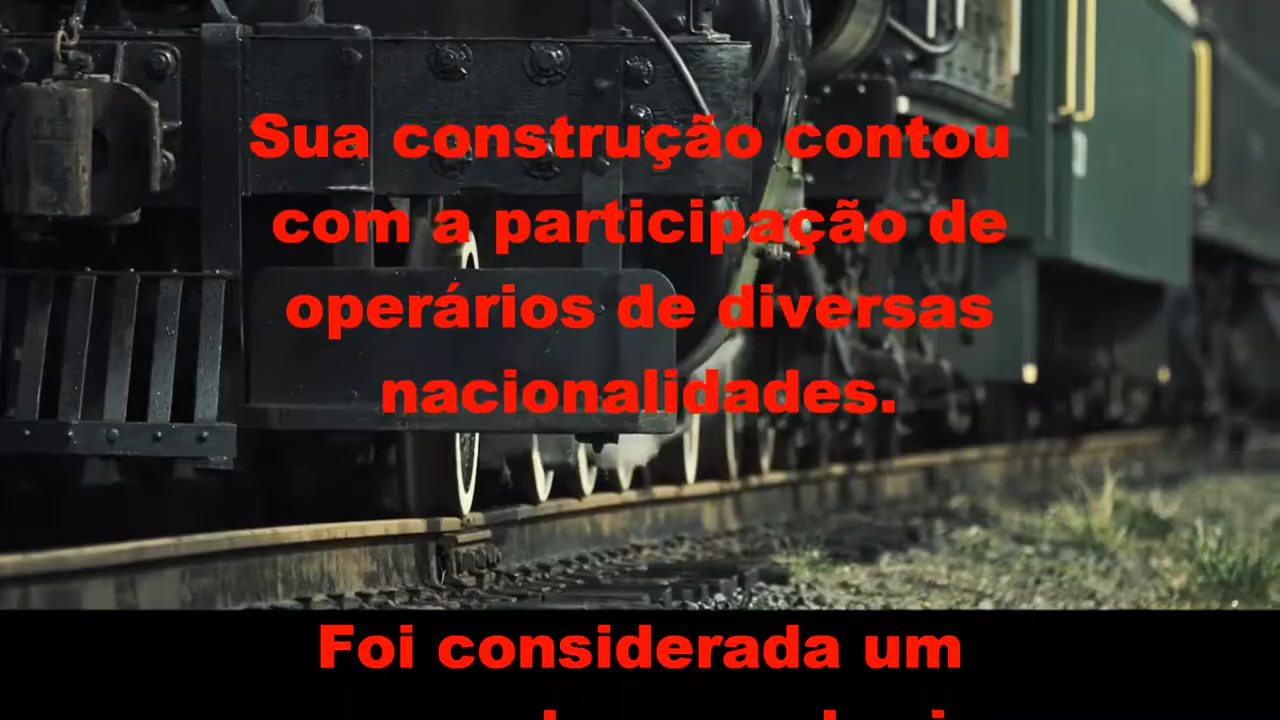 Sua construção contou
com a participação de
operários de diversas
nacionalidades.
Foi considerada um